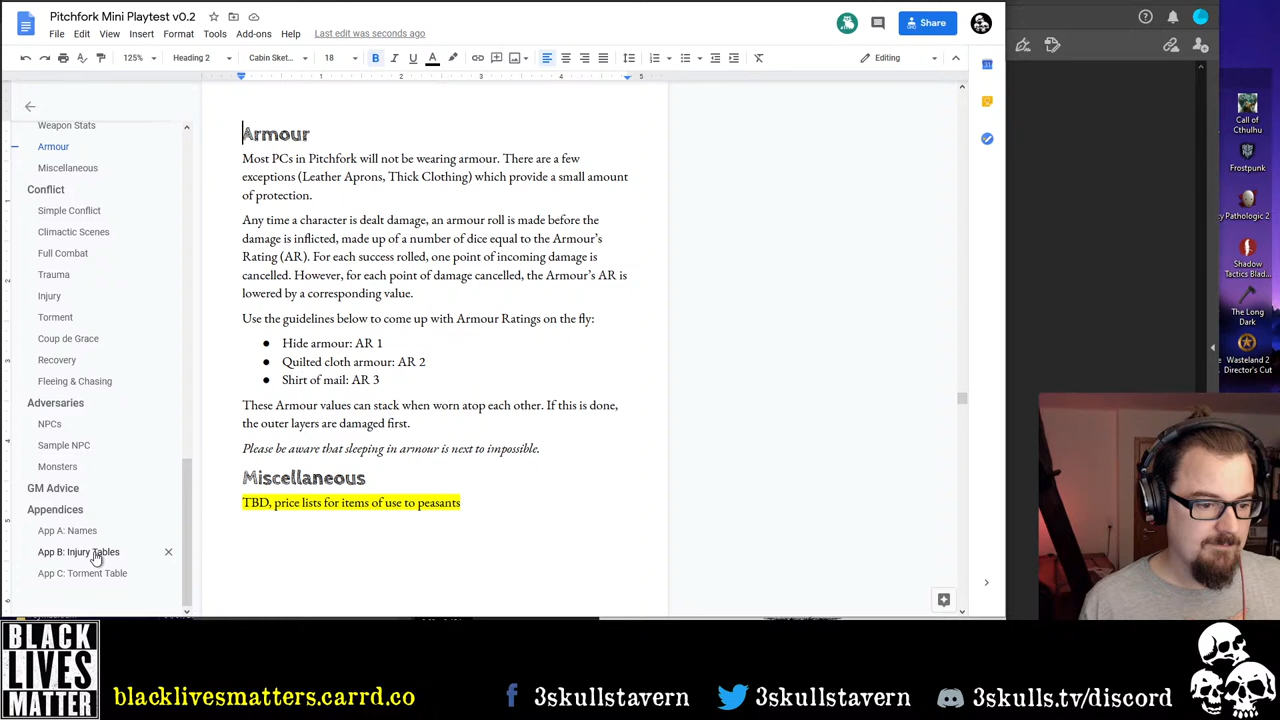 Pitchfork Mini Playtest v0.2
File Edit View Insert Format Tools Add-ons Help Last edit was seconds ago
Share
125% Heading 2 Cabin Sket... 18 Editing
1 2 3 4 5
Weapon Stats
Armour
Miscellaneous
Conflict
Simple Conflict
Climactic Scenes
Full Combat
Trauma
Injury
Torment
Coup de Grace
Recovery
Fleeing & Chasing
Adversaries
NPCs
Sample NPC
Monsters
GM Advice
Appendices
App A: Names
App B: Injury Tables
App C: Torment Table
Armour
Most PCs in Pitchfork will not be wearing armour. There are a few
exceptions (Leather Aprons, Thick Clothing) which provide a small amount
of protection.
Any time a character is dealt damage, an armour roll is made before the
damage is inflicted, made up of a number of dice equal to the Armour's
Rating (AR). For each success rolled, one point of incoming damage is
cancelled. However, for each point of damage cancelled, the Armour's AR is
lowered by a corresponding value.
Use the guidelines below to come up with Armour Ratings on the fly:
● Hide armour: AR 1
● Quilted cloth armour: AR 2
● Shirt of mail: AR 3
These Armour values can stack when worn atop each other. If this is done,
the outer layers are damaged first.
Please be aware that sleeping in armour is next to impossible.
Miscellaneous
TBD, price lists for items of use to peasants
Call of
Cthulhu
Frostpunk
Pathologic 2
Shadow
Tactics Blad...
The Long
Dark
Wasteland 2
Director's Cut
BLACK
LIVES
MATTER
blacklivesmatters.carrd.co 3skullstavern 3skullstavern 3skulls.tv/discord